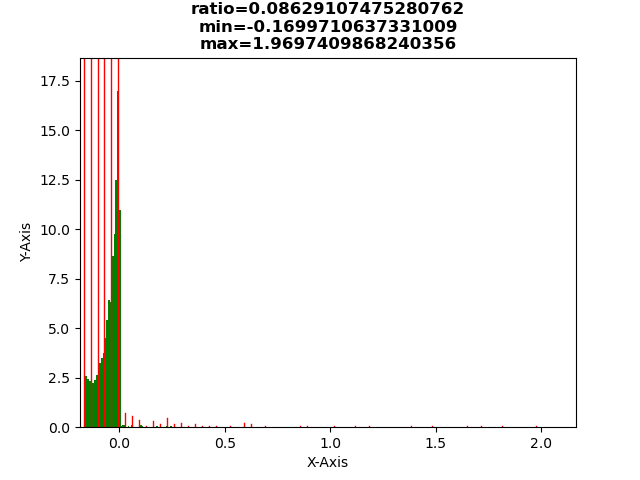 ratio=0.08629107475280762
min=-0.1699710637331009
max=1.9697409868240356
17.5
15.0
12.5
10.0
7.5
5.0
2.5
0.0
Y-Axis
0.0 0.5 1.0 1.5 2.0
X-Axis